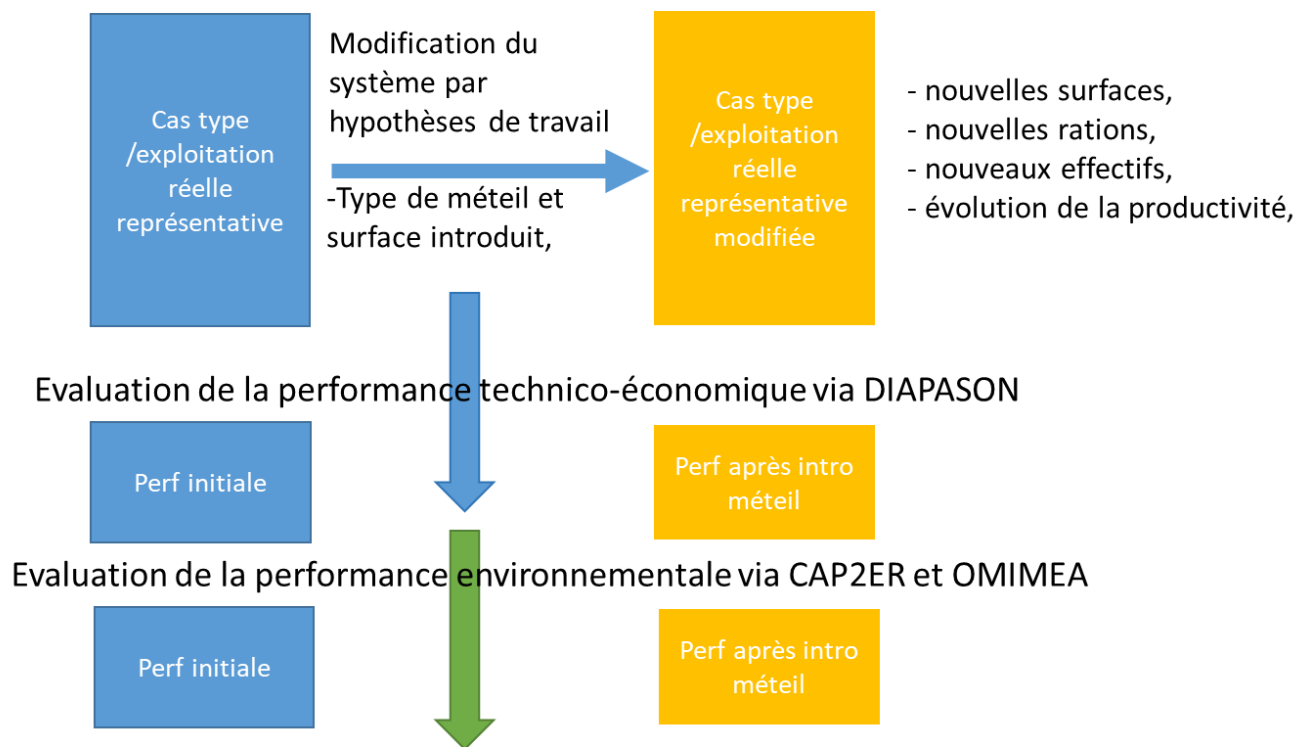 Cas type
/exploitation
réelle
représentative
Modification du
système par
hypothèses de travail
-Type de méteil et
surface introduit,
Cas type
/exploitation
réelle
représentative
modifiée
- nouvelles surfaces,
- nouvelles rations,
- nouveaux effectifs,
- évolution de la productivité,
Evaluation de la performance technico-économique via DIAPASON
Perf initiale
Perf après intro
méteil
Evaluation de la performance environnementale via CAP2ER et OMIMEA
Perf initiale
Perf après intro
méteil